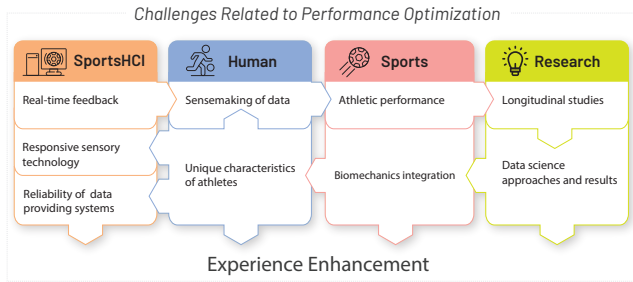 Challenges Related to Performance Optimization
SportsHCI
Human
Sports
Research
Real-time feedback
Sensemaking of data
Athletic performance
Longitudinal studies
Responsive sensory
technology
Unique characteristics
of athletes
Biomechanics integration
Data science
approaches and results
Reliability of data
providing systems
Experience Enhancement